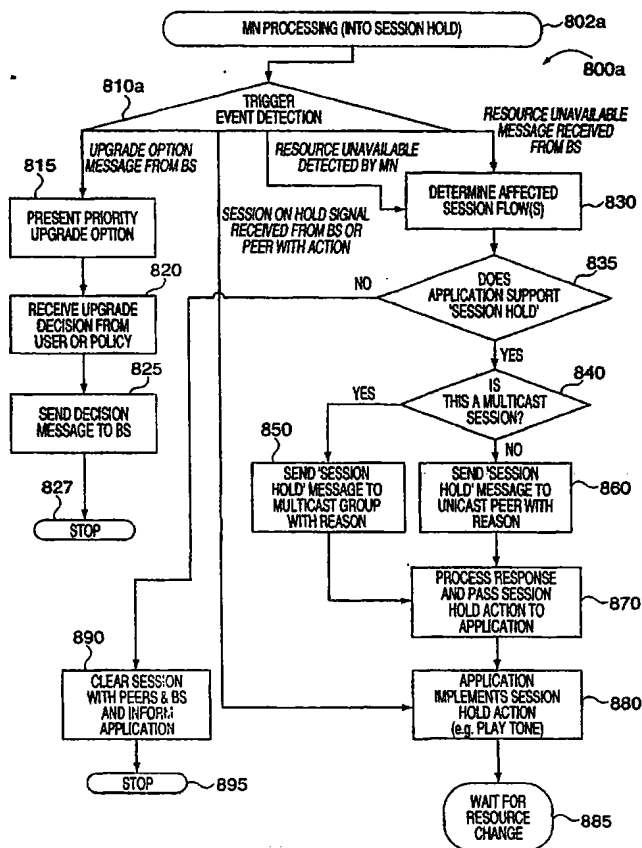 MN PROCESSING (INTO SESSION HOLD)
802a
800a
810a
TRIGGER
EVENT DETECTION
UPGRADE OPTION
MESSAGE FROM BS
RESOURCE UNAVAILABLE
DETECTED BY MN
RESOURCE UNAVAILABLE
MESSAGE RECEIVED
FROM BS
815
PRESENT PRIORITY
UPGRADE OPTION
SESSION ON HOLD SIGNAL
RECEIVED FROM BS OR
PEER WITH ACTION
DETERMINE AFFECTED
SESSION FLOW(S)
830
820
RECEIVE UPGRADE
DECISION FROM
USER OR POLICY
NO
DOES
APPLICATION SUPPORT
'SESSION HOLD'
835
YES
825
SEND DECISION
MESSAGE TO BS
YES
IS
THIS A MULTICAST
SESSION?
840
NO
827
STOP
850
SEND 'SESSION
HOLD' MESSAGE TO
MULTICAST GROUP
WITH REASON
SEND 'SESSION
HOLD' MESSAGE TO
UNICAST PEER WITH
REASON
860
PROCESS RESPONSE
AND PASS SESSION
HOLD ACTION TO
APPLICATION
870
890
CLEAR SESSION
WITH PEERS & BS
AND INFORM
APPLICATION
APPLICATION
IMPLEMENTS SESSION
HOLD ACTION
(e.g. PLAY TONE)
880
STOP
895
WAIT FOR
RESOURCE
CHANGE
885